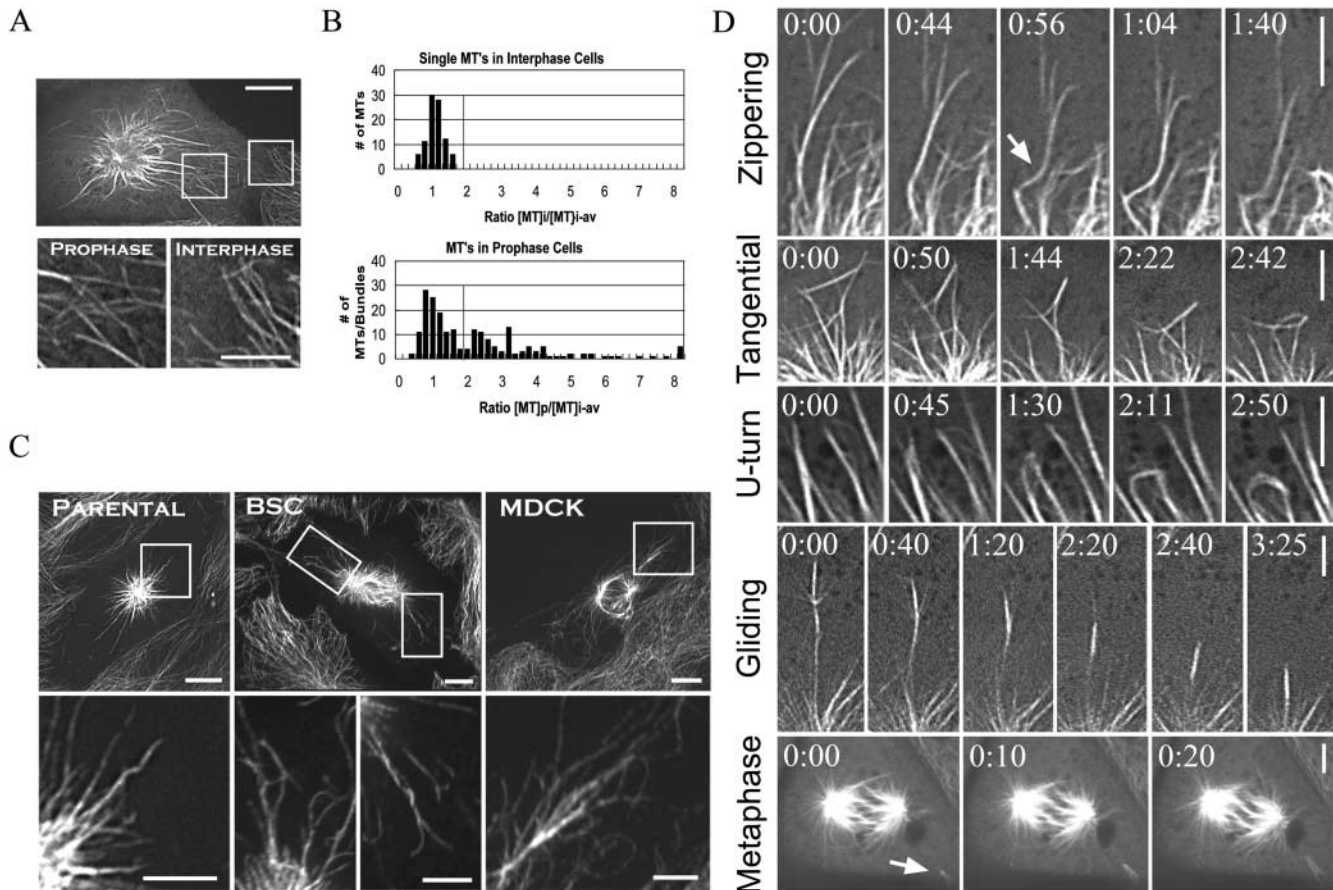 A
PROPHASE
INTERPHASE
B
Single MT's in Interphase Cells
# of MTs
40
30
20
10
0
0 1 2 3 4 5 6 7 8
Ratio [MT]i/[MT}i-av
MT's in Prophase Cells
# of
MTs/Bundles
40
30
20
10
0
0 1 2 3 4 5 6 7 8
Ratio [MT]p/[MT]i-av
C
PARENTAL
BSC
MDCK
D
Zippering
0:00 0:44 0:56 1:04 1:40
Tangential
0:00 0:50 1:44 2:22 2:42
U-turn
0:00 0:45 1:30 2:11 2:50
Gliding
0:00 0:40 1:20 2:20 2:40 3:25
Metaphase
0:00 0:10 0:20